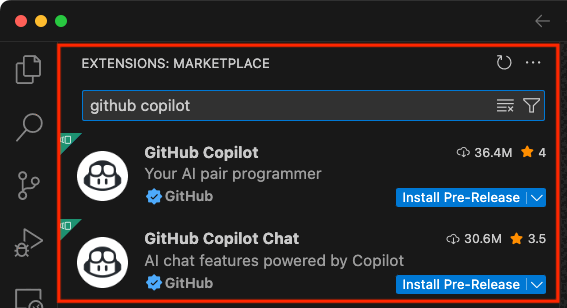 EXTENSIONS: MARKETPLACE
github copilot
GitHub Copilot 36.4M 4
Your AI pair programmer
GitHub Install Pre-Release
GitHub Copilot Chat 30.6M 3.5
AI chat features powered by Copilot
GitHub Install Pre-Release